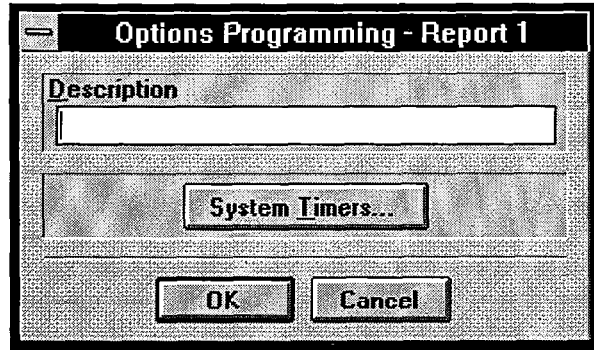 Options Programming - Report 1
Description
System Timers...
OK
Cancel